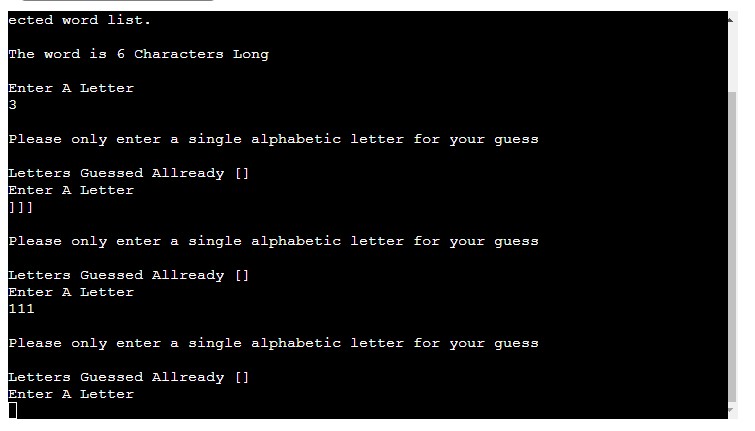 ected word list.
The word is 6 Characters Long
Enter A Letter
3
Please only enter a single alphabetic letter for your guess
Letters Guessed Allready []
Enter A Letter
]]]
Please only enter a single alphabetic letter for your guess
Letters Guessed Allready []
Enter A Letter
111
Please only enter a single alphabetic letter for your guess
Letters Guessed Allready []
Enter A Letter